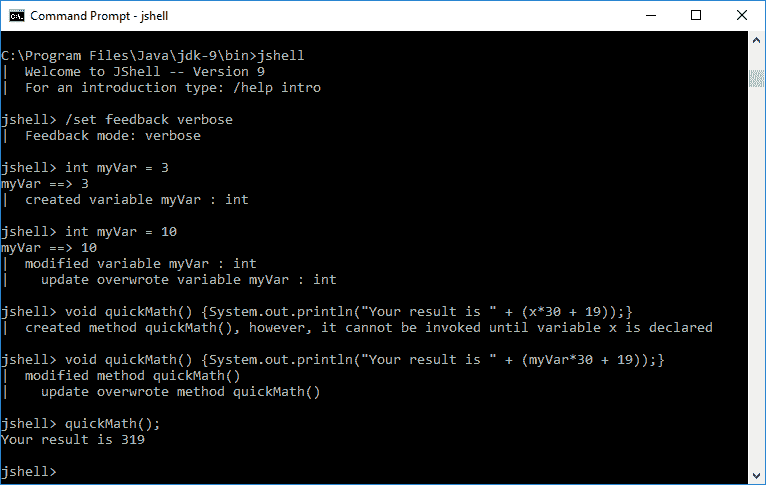 Command Prompt - jshell
C:\Program Files\Java\jdk-9\bin>jshell
|  Welcome to JShell -- Version 9
|  For an introduction type: /help intro
jshell> /set feedback verbose
|  Feedback mode: verbose
jshell> int myVar = 3
myVar ==> 3
|  created variable myVar : int
jshell> int myVar = 10
myVar ==> 10
|  modified variable myVar : int
|    update overwrote variable myVar : int
jshell> void quickMath() {System.out.println("Your result is " + (x*30 + 19));}
|  created method quickMath(), however, it cannot be invoked until variable x is declared
jshell> void quickMath() {System.out.println("Your result is " + (myVar*30 + 19));}
|  modified method quickMath()
|    update overwrote method quickMath()
jshell> quickMath();
Your result is 319
jshell>